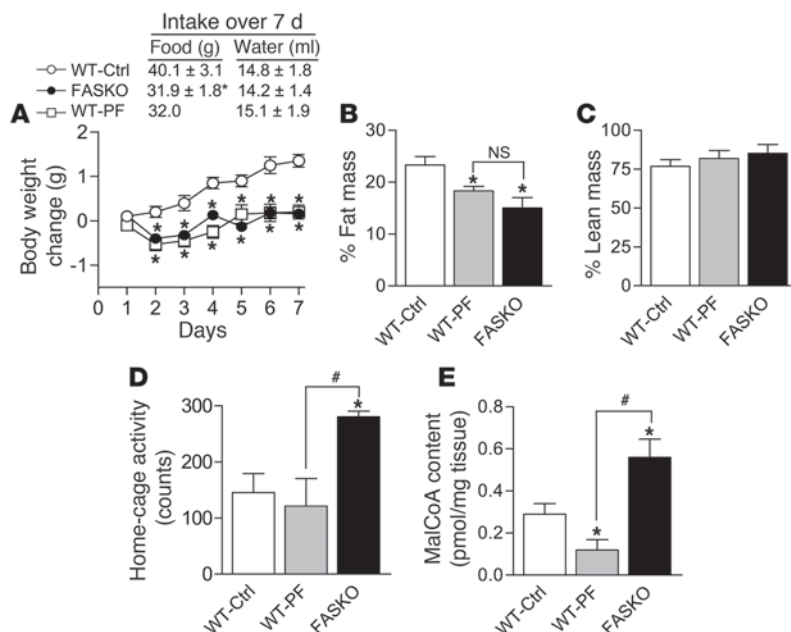 Intake over 7 d
Food (g) Water (ml)
WT-Ctrl 40.1 ± 3.1 14.8 ± 1.8
FASKO 31.9 ± 1.8* 14.2 ± 1.4
WT-PF 32.0 15.1 ± 1.9
A
Body weight
change (g)
2
1
0
-1
* * * * * *
* * * * * *
0 1 2 3 4 5 6 7
Days
B
% Fat mass
30
20
10
0
NS
* *
WT-Ctrl WT-PF FASKO
C
% Lean mass
100
75
50
25
0
WT-Ctrl WT-PF FASKO
D
Home-cage activity
(counts)
300
200
100
0
#
*
WT-Ctrl WT-PF FASKO
E
MalCoA content
(pmol/mg tissue)
0.8
0.6
0.4
0.2
0.0
#
* *
WT-Ctrl WT-PF FASKO